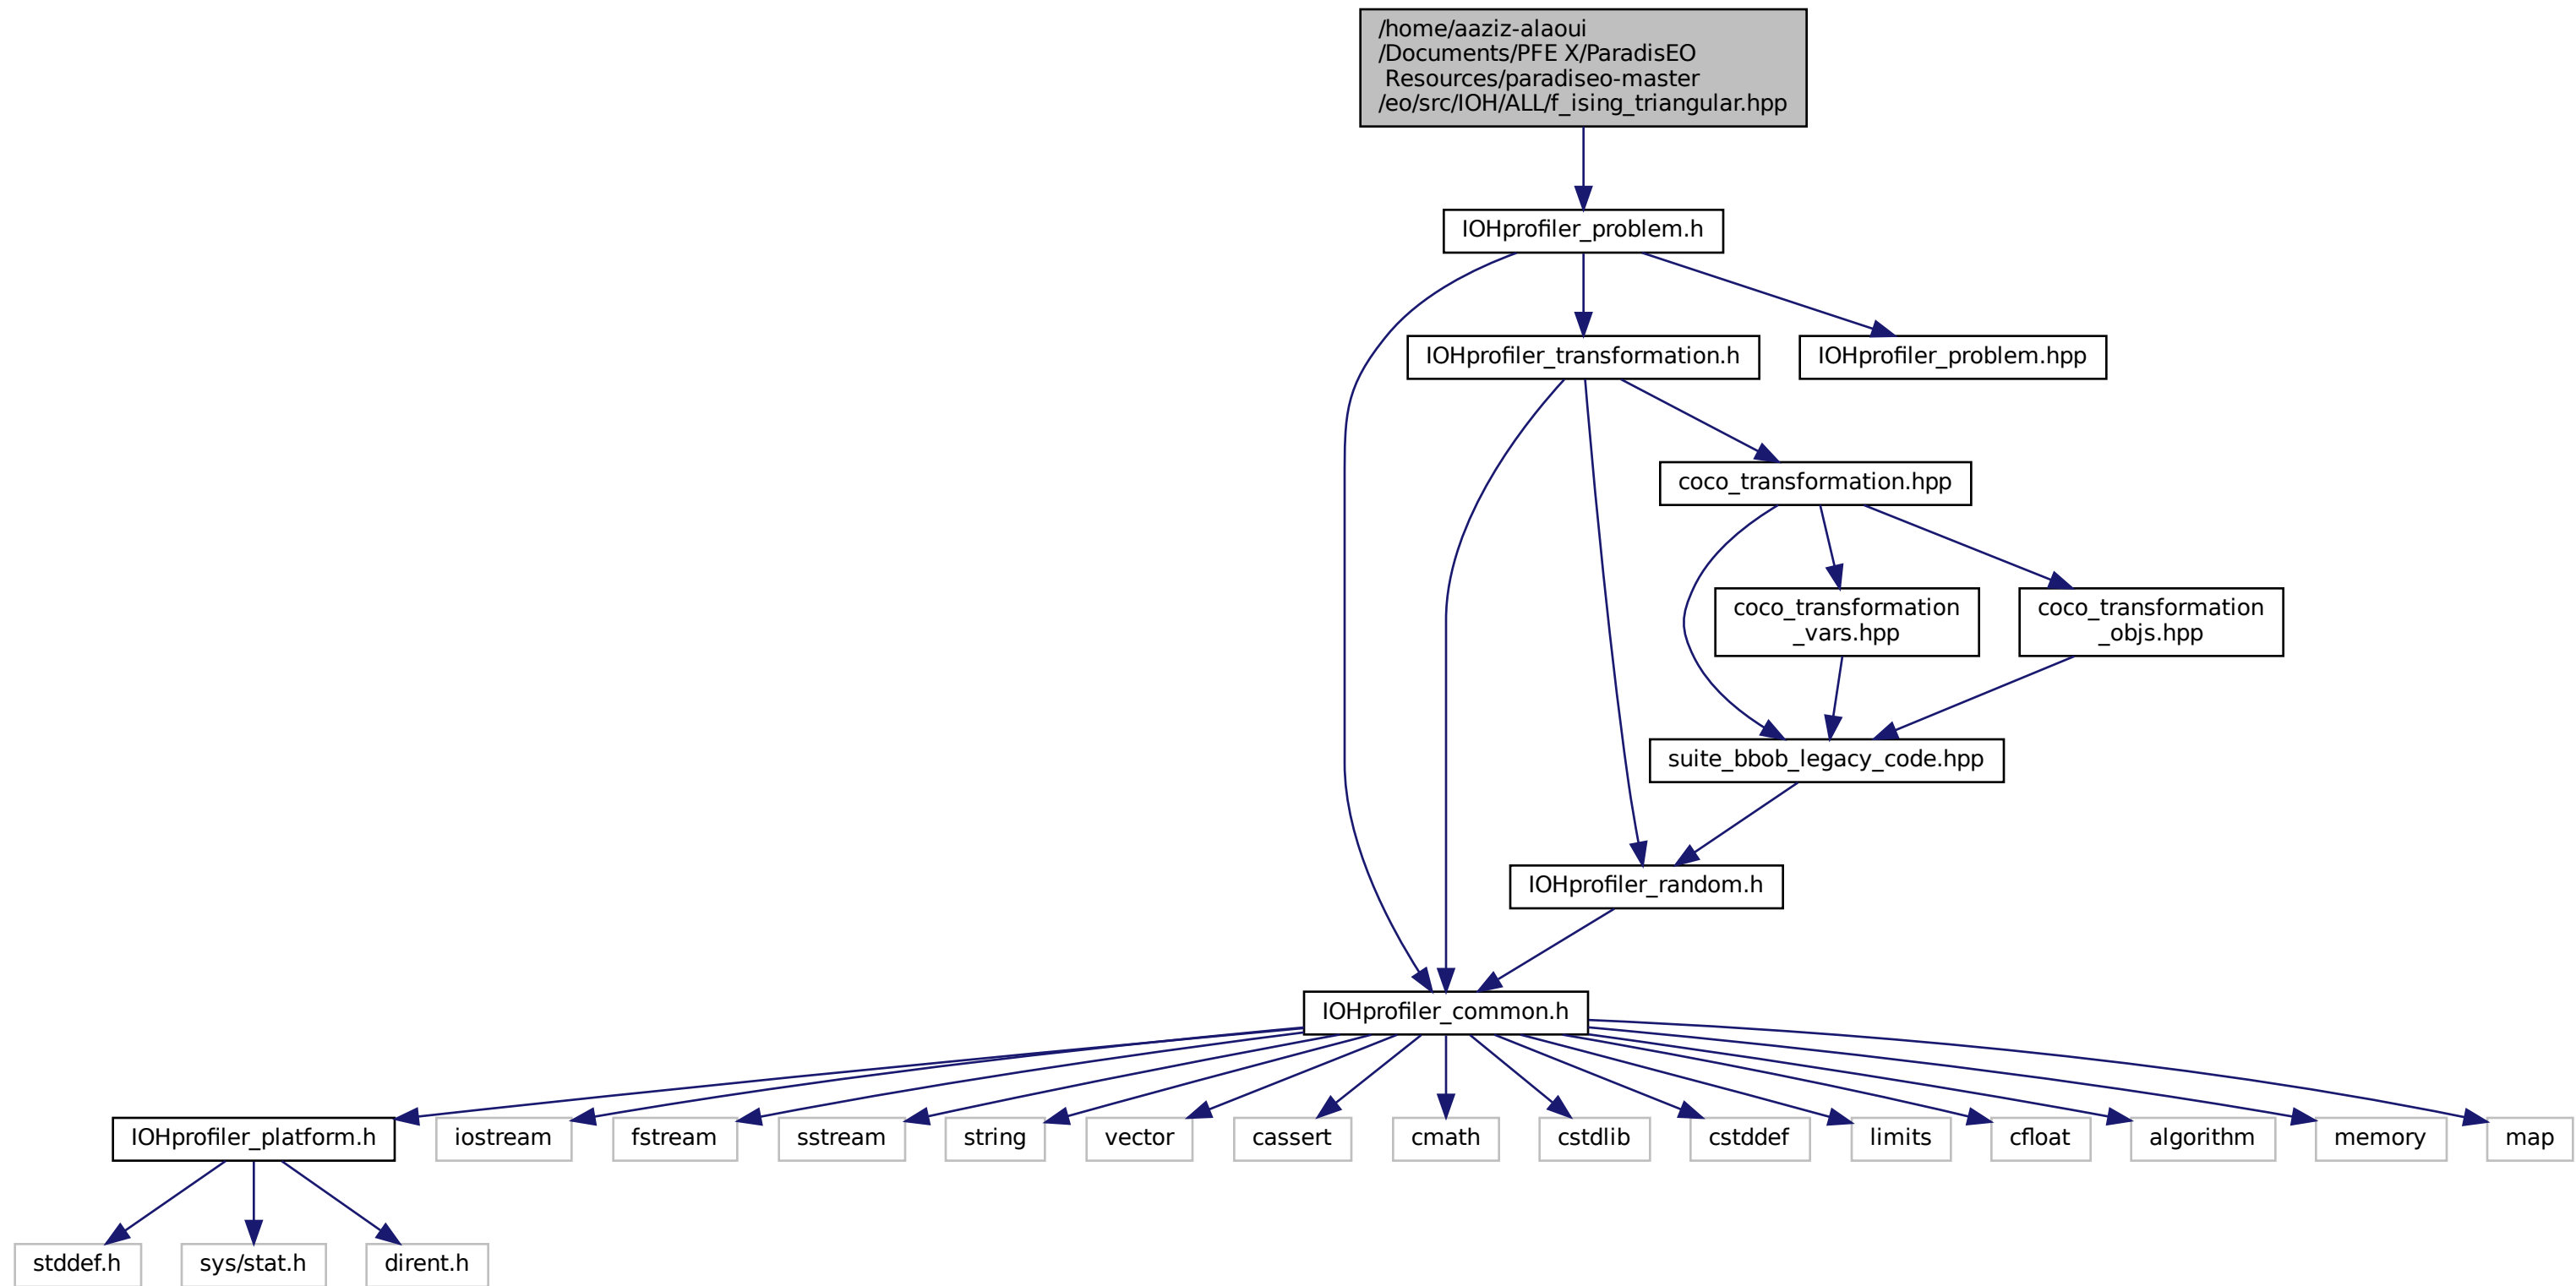 /home/aaziz-alaoui
/Documents/PFE X/ParadisEO
Resources/paradiseo-master
/eo/src/IOH/ALL/f_ising_triangular.hpp
IOHprofiler_problem.h
IOHprofiler_transformation.h
IOHprofiler_problem.hpp
coco_transformation.hpp
coco_transformation
_vars.hpp
coco_transformation
_objs.hpp
suite_bbob_legacy_code.hpp
IOHprofiler_random.h
IOHprofiler_common.h
IOHprofiler_platform.h
iostream
fstream
sstream
string
vector
cassert
cmath
cstdlib
cstddef
limits
cfloat
algorithm
memory
map
stddef.h
sys/stat.h
dirent.h